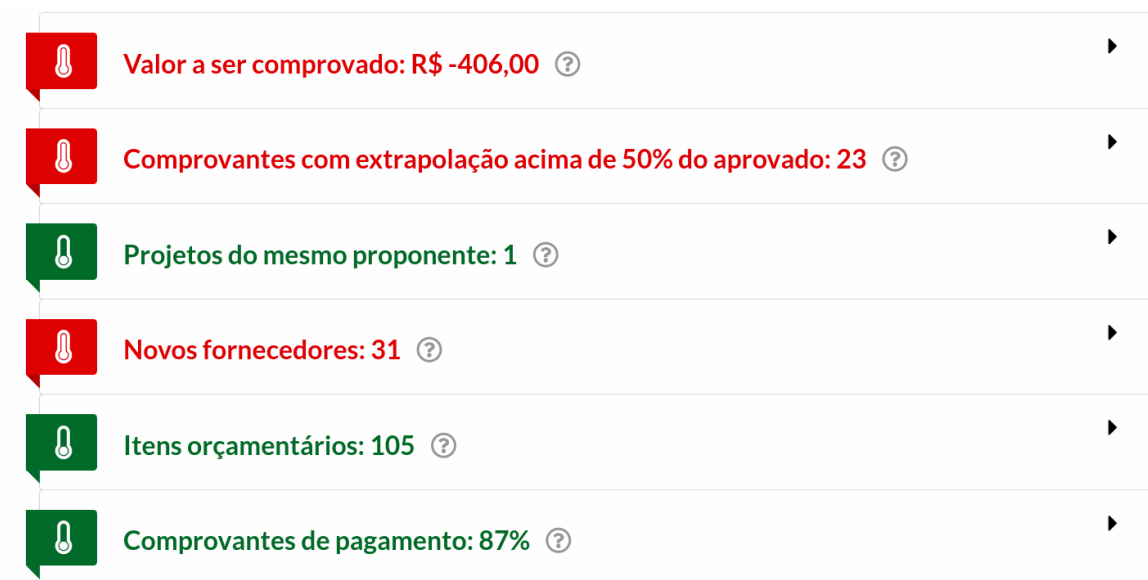 Valor a ser comprovado: R$ -406,00 ?
Comprovantes com extrapolação acima de 50% do aprovado: 23 ?
Projetos do mesmo proponente: 1 ?
Novos fornecedores: 31 ?
Itens orçamentários: 105 ?
Comprovantes de pagamento: 87% ?